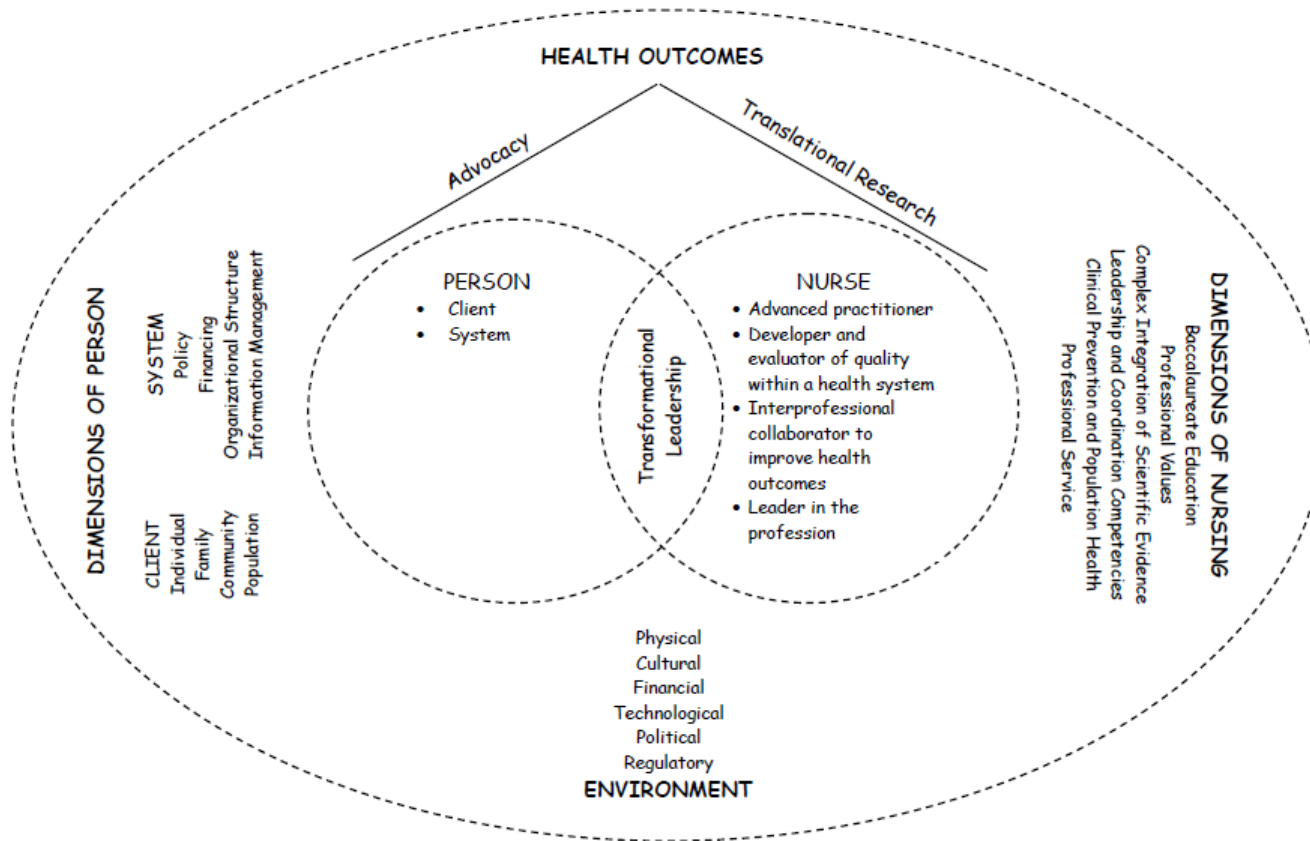 HEALTH OUTCOMES
Advocacy
Translational Research
DIMENSIONS OF PERSON
SYSTEM
Policy
Financing
Organizational Structure
Information Management
CLIENT
Individual
Family
Community
Population
PERSON
• Client
• System
Transformational
Leadership
NURSE
• Advanced practitioner
• Developer and
evaluator of quality
within a health system
• Interprofessional
collaborator to
improve health
outcomes
• Leader in the
profession
DIMENSIONS OF NURSING
Baccalaureate Education
Professional Values
Complex Integration of Scientific Evidence
Leadership and Coordination Competencies
Clinical Prevention and Population Health
Professional Service
Physical
Cultural
Financial
Technological
Political
Regulatory
ENVIRONMENT